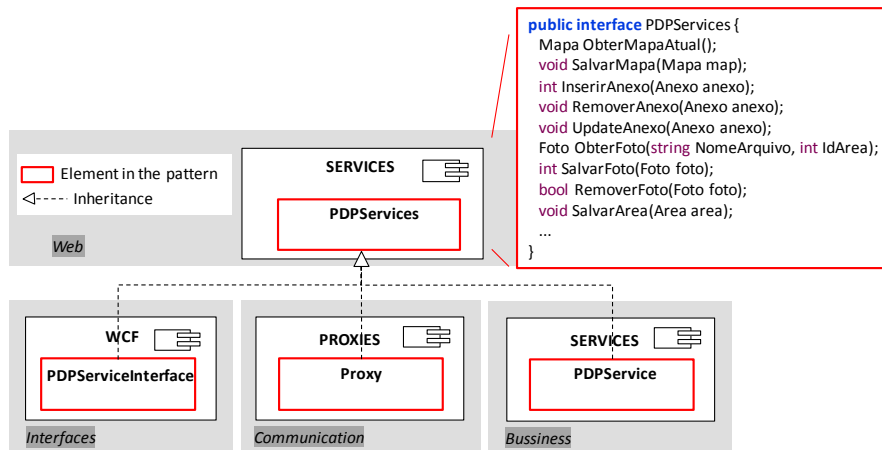 public interface PDPServices {
Mapa ObterMapaAtual();
void SalvarMapa(Mapa map);
int InserirAnexo(Anexo anexo);
void RemoverAnexo(Anexo anexo);
void UpdateAnexo(Anexo anexo);
Foto ObterFoto(string NomeArquivo, int IdArea);
int SalvarFoto(Foto foto);
bool RemoverFoto(Foto foto);
void SalvarArea(Area area);
...
}
Element in the pattern
Inheritance
SERVICES
PDPServices
Web
WCF
PDPServiceInterface
Interfaces
PROXIES
Proxy
Communication
SERVICES
PDPService
Bussiness